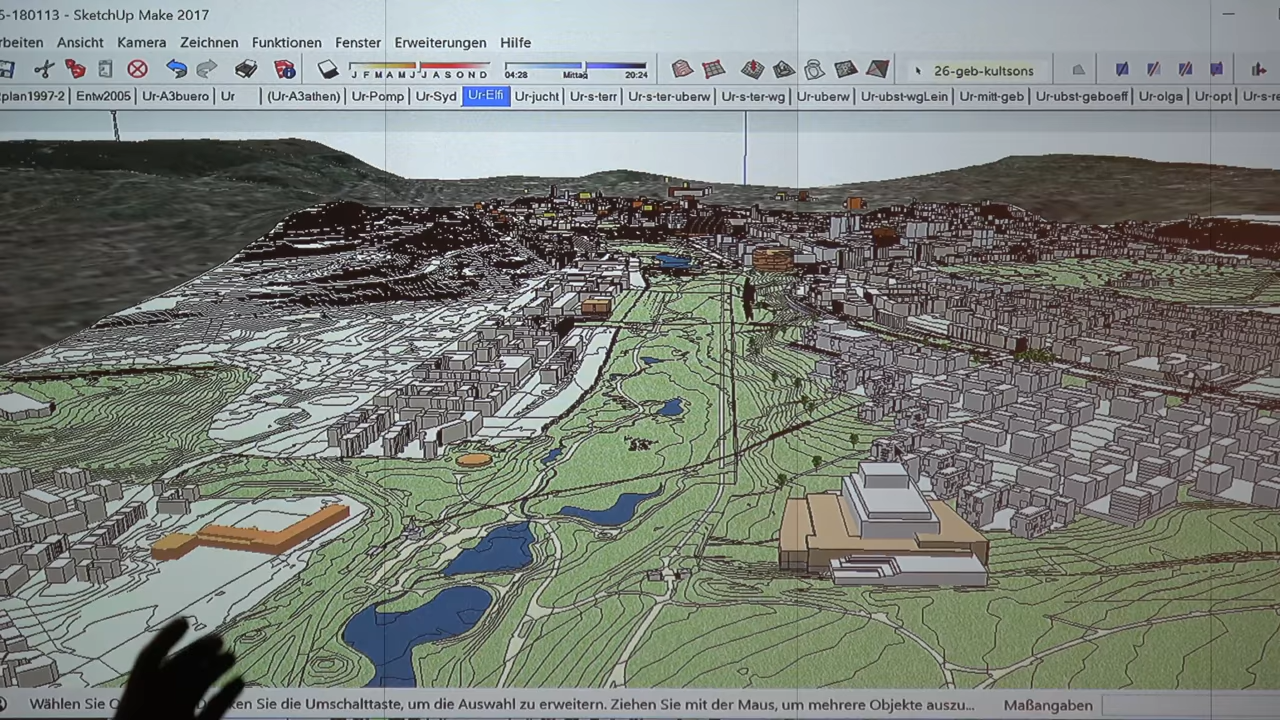 5-180113 - SketchUp Make 2017
rbeiten Ansicht Kamera Zeichnen Funktionen Fenster Erweiterungen Hilfe
J F M A M J J A S O N D 04:28 Mittag 20:24 26-geb-kultsons
rplan1997-2 Entw2005 Ur-A3buero Ur (Ur-A3athen) Ur-Pomp Ur-Syd Ur-Elfi Ur-jucht Ur-s-terr Ur-s-ter-uberw Ur-s-ter-wg Ur-uberw Ur-ubst-wgLein Ur-mitt-geb Ur-ubst-geboeff Ur-olga Ur-opt Ur-s-re
Wählen Sie O ken Sie die Umschalttaste, um die Auswahl zu erweitern. Ziehen Sie mit der Maus, um mehrere Objekte auszu... Maßangaben